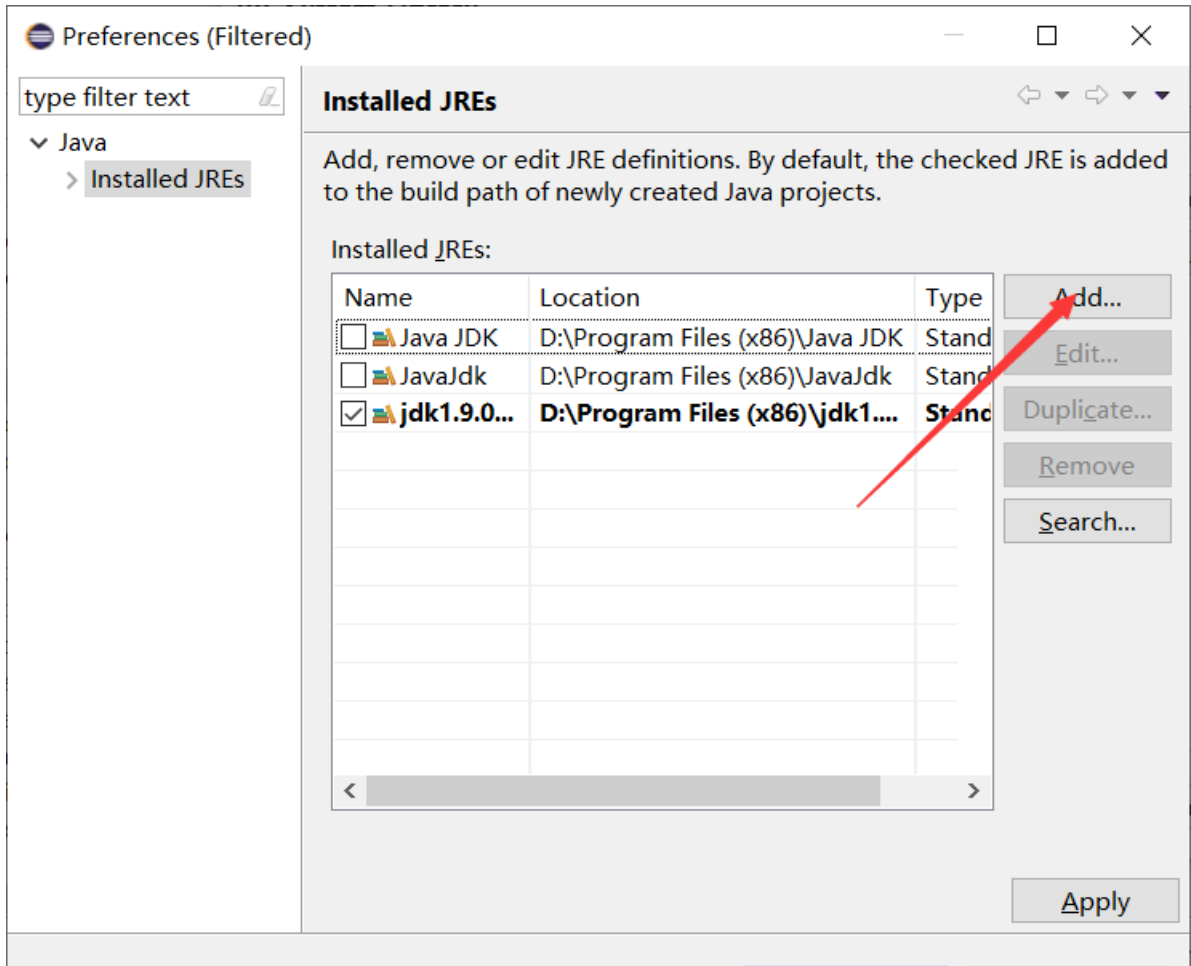 Preferences (Filtered)
type filter text
Java
Installed JREs
Installed JREs
Add, remove or edit JRE definitions. By default, the checked JRE is added
to the build path of newly created Java projects.
Installed JREs:
Name Location Type
Java JDK D:\Program Files (x86)\Java JDK Stand
JavaJdk D:\Program Files (x86)\JavaJdk Stand
jdk1.9.0... D:\Program Files (x86)\jdk1.... Stand
Add...
Edit...
Duplicate...
Remove
Search...
Apply